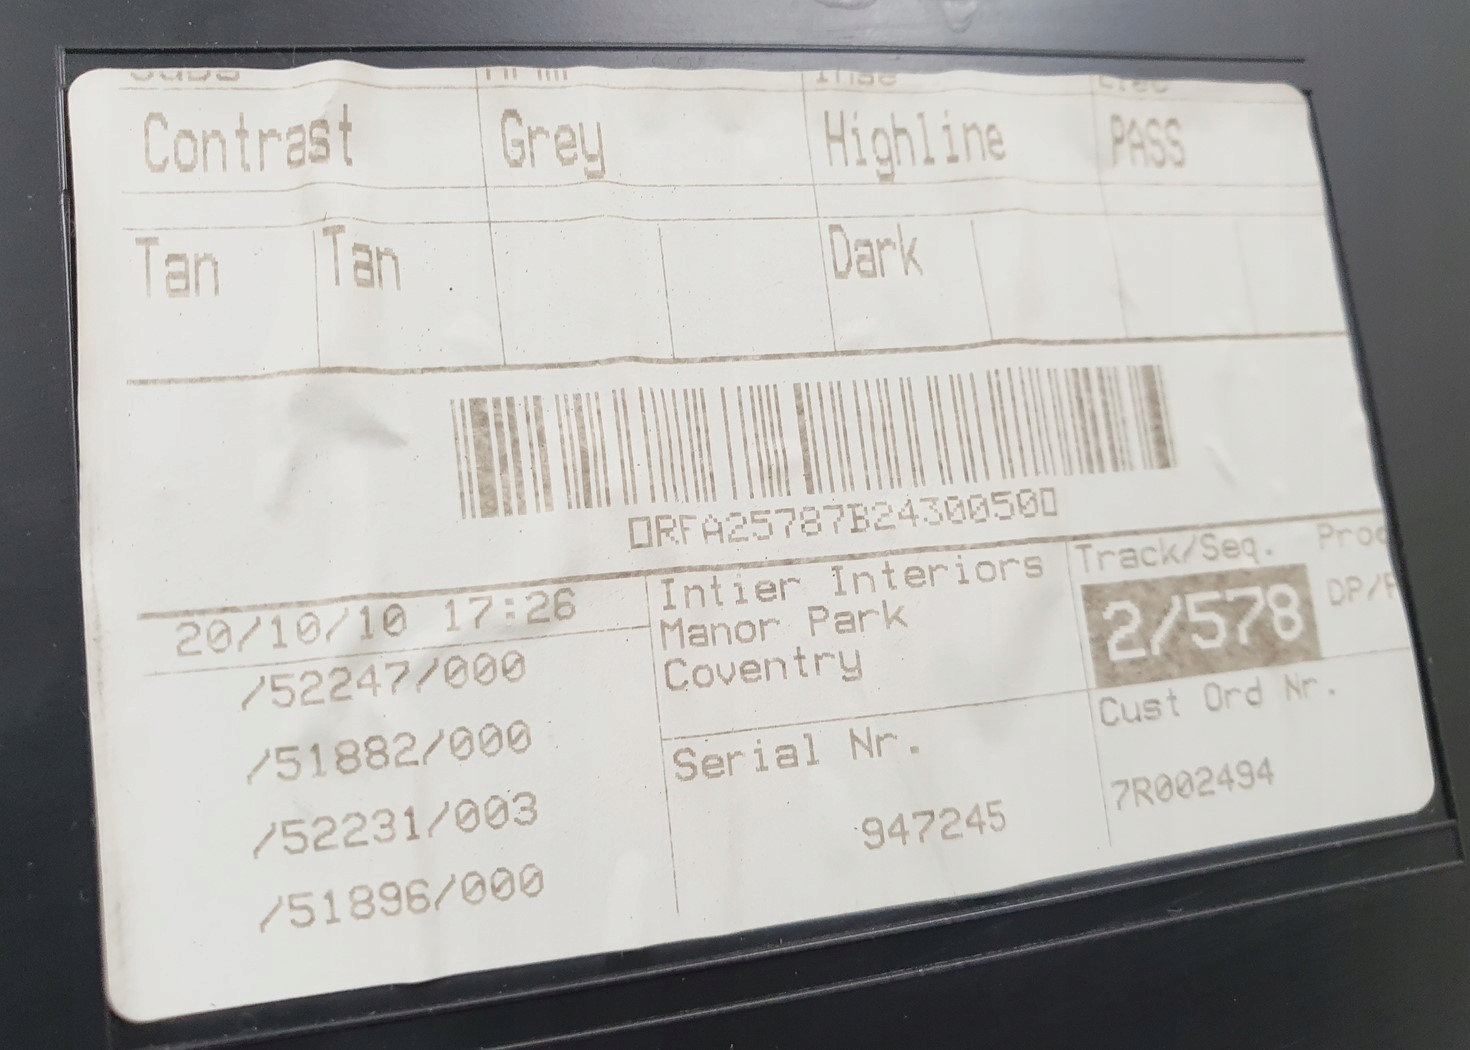 Contrast Grey Highline PASS
Tan Tan Dark
▯RFA25787B2430050▯
20/10/10 17:26
/52247/000
/51882/000
/52231/003
/51896/000
Intier Interiors
Manor Park
Coventry
Serial Nr.
947245
Track/Seq.
2/578
Cust Ord Nr.
7R002494